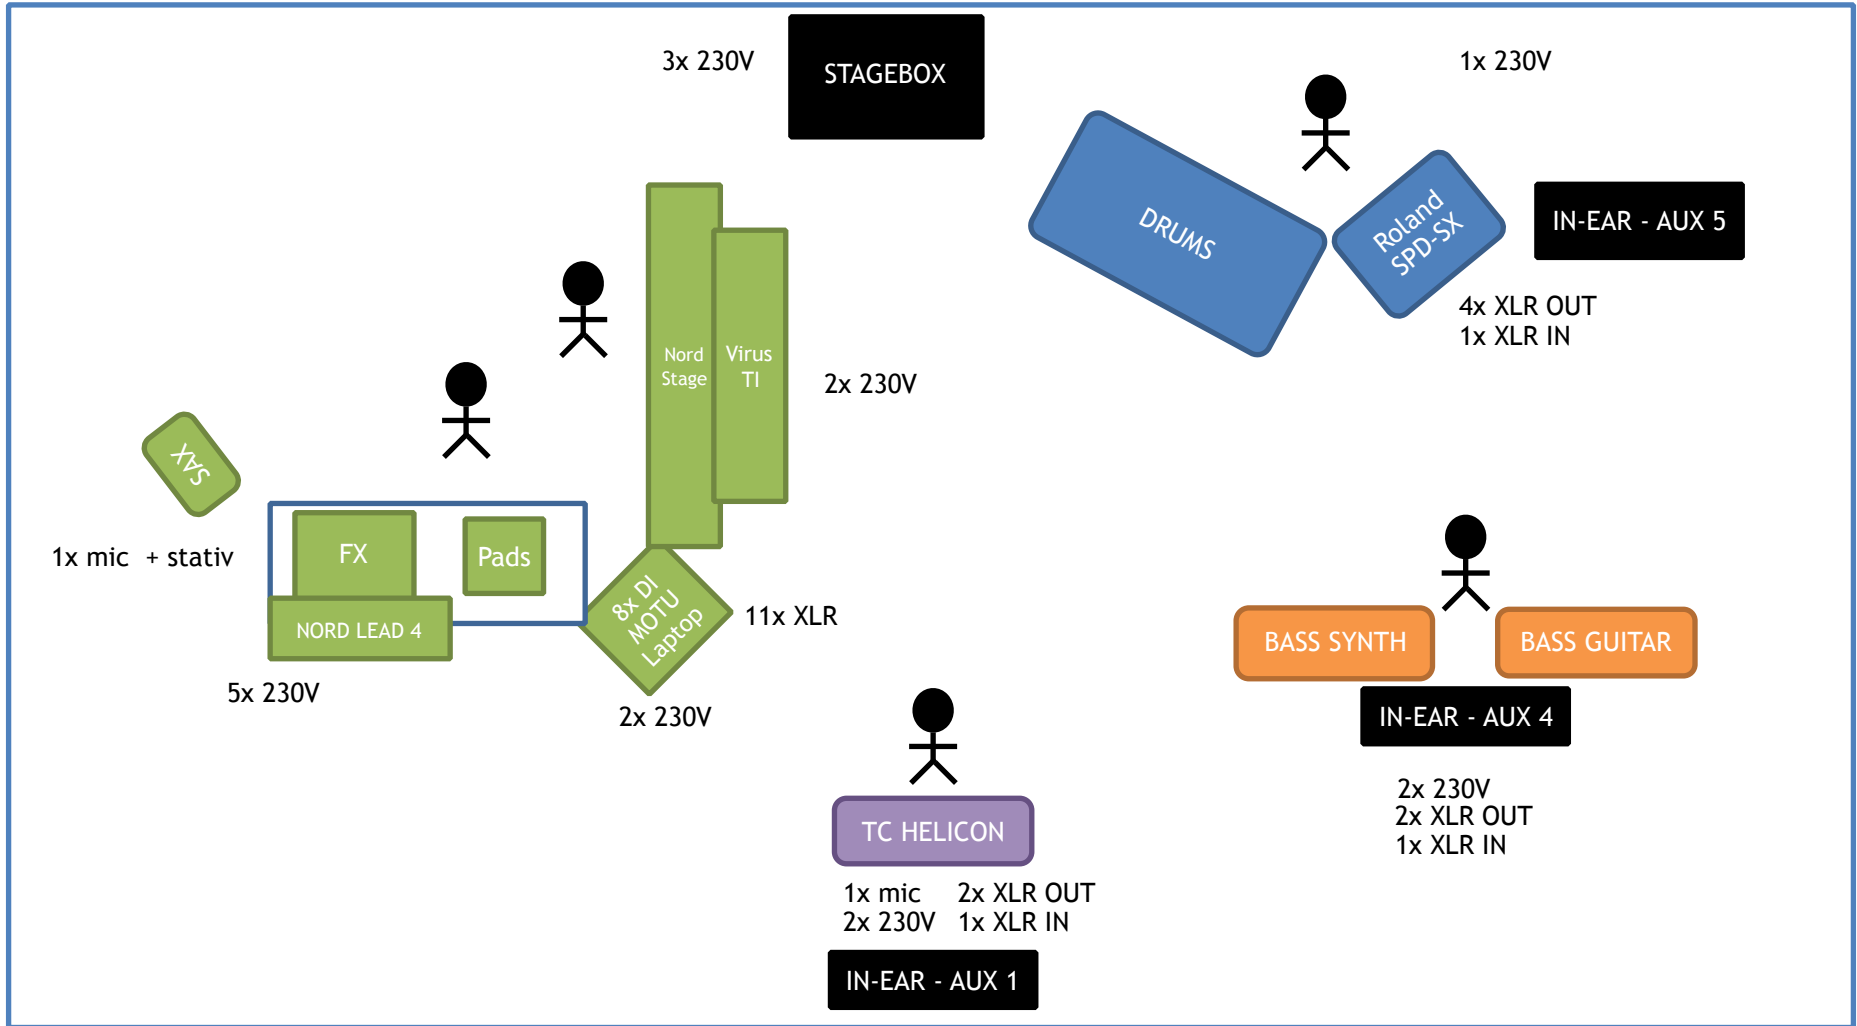 3x 230V
STAGEBOX
1x 230V
DRUMS
Roland
SPD-SX
IN-EAR - AUX 5
4x XLR OUT
1x XLR IN
Nord
Stage
Virus
TI
2x 230V
SAX
1x mic + stativ
FX
Pads
NORD LEAD 4
8x DI
MOTU
Laptop
11x XLR
5x 230V
2x 230V
BASS SYNTH
BASS GUITAR
IN-EAR - AUX 4
2x 230V
2x XLR OUT
1x XLR IN
TC HELICON
1x mic 2x XLR OUT
2x 230V 1x XLR IN
IN-EAR - AUX 1